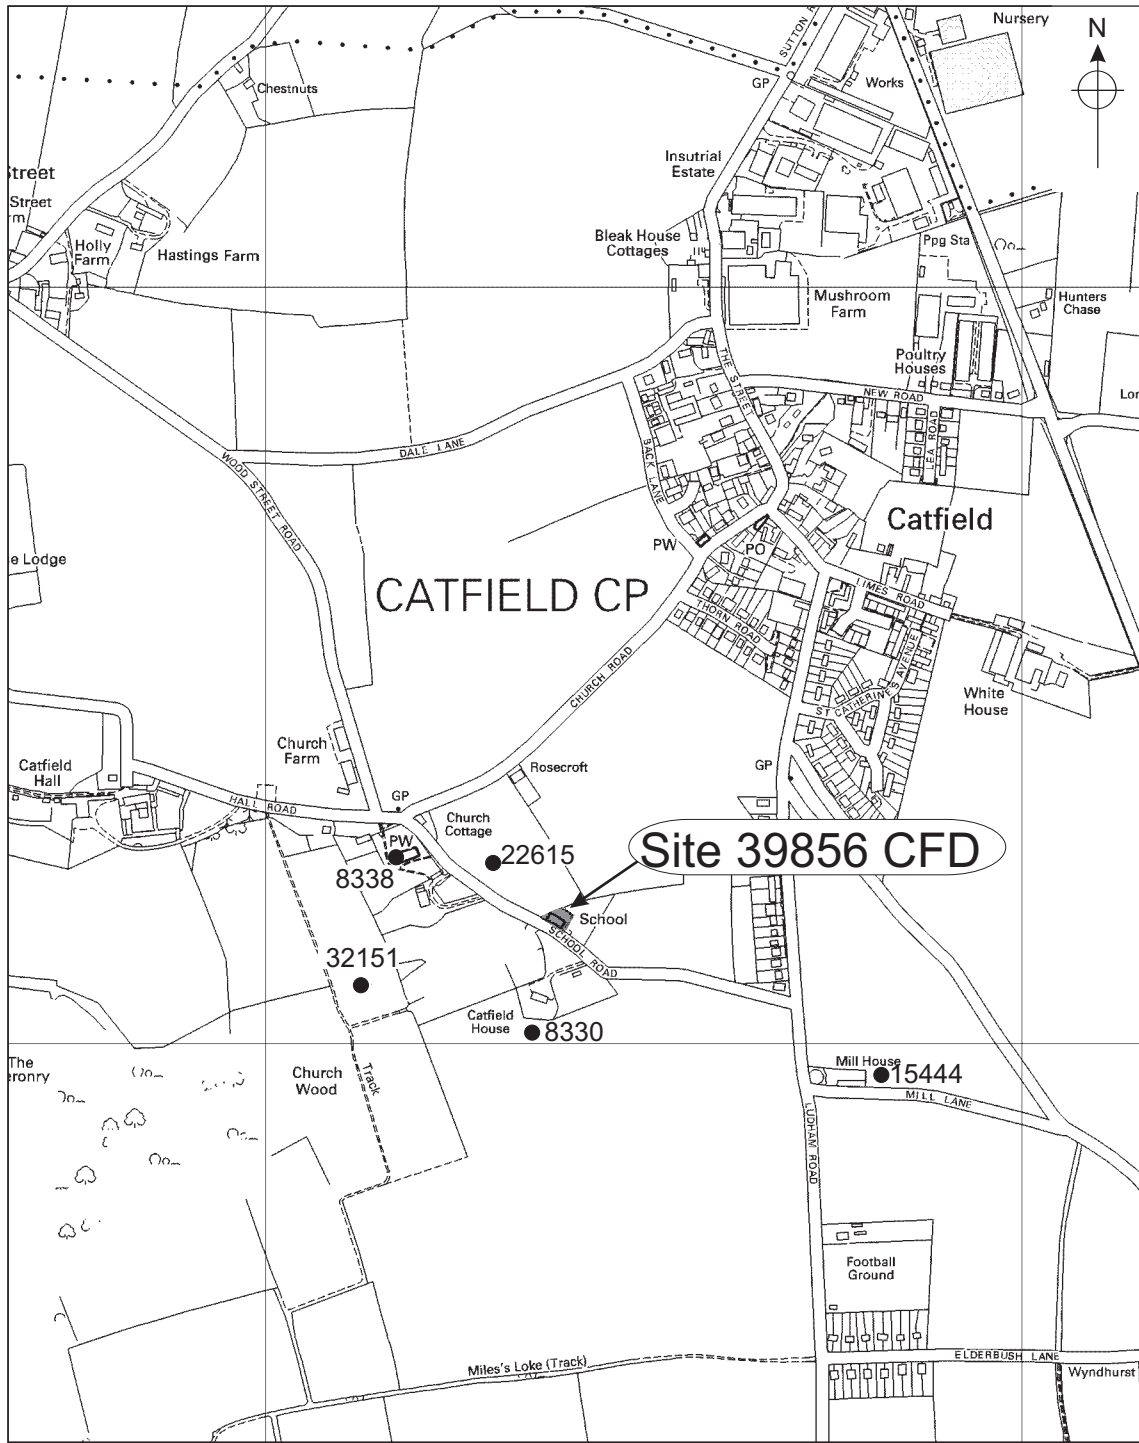 Nursery
N
SUTTON R
GP
Works
Chestnuts
Insutrial
Estate
Street
Street
rm
Holly
Farm
Hastings Farm
Bleak House
Cottages
Ppg Sta
Mushroom
Farm
Hunters
Chase
Poultry
Houses
THE STREET
NEW ROAD
LEA ROAD
Lor
DALE LANE
BACK LANE
WOOD STREET ROAD
Catfield
PW
PO
e Lodge
LIMES ROAD
CATFIELD CP
THORN ROAD
CHURCH ROAD
ST CATHERINE'S AVENUE
White
House
Church
Farm
Catfield
Hall
Rosecroft
GP
HALL ROAD
GP
Church
Cottage
PW
8338
22615
Site 39856 CFD
School
SCHOOL ROAD
32151
Catfield
House
8330
The
eronry
Church
Wood
Track
Mill House
15444
MILL LANE
LUDHAM ROAD
Football
Ground
ELDERBUSH LANE
Miles's Loke (Track)
Wyndhurst